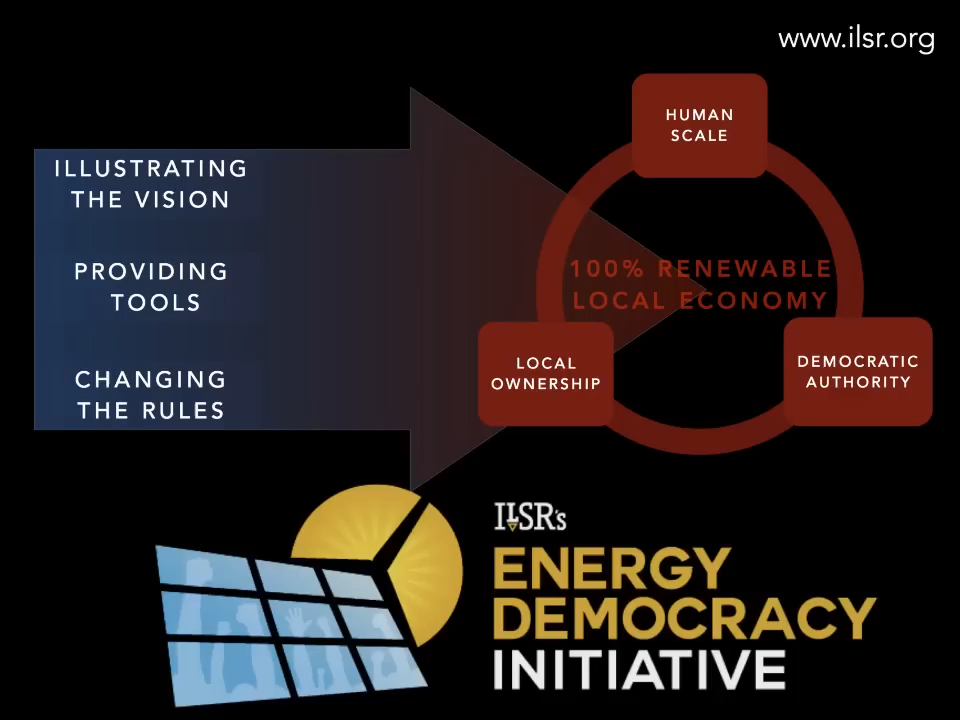 www.ilsr.org
ILLUSTRATING
THE VISION
PROVIDING
TOOLS
CHANGING
THE RULES
HUMAN
SCALE
100% RENEWABLE
LOCAL ECONOMY
LOCAL
OWNERSHIP
DEMOCRATIC
AUTHORITY
ILSR's
ENERGY
DEMOCRACY
INITIATIVE